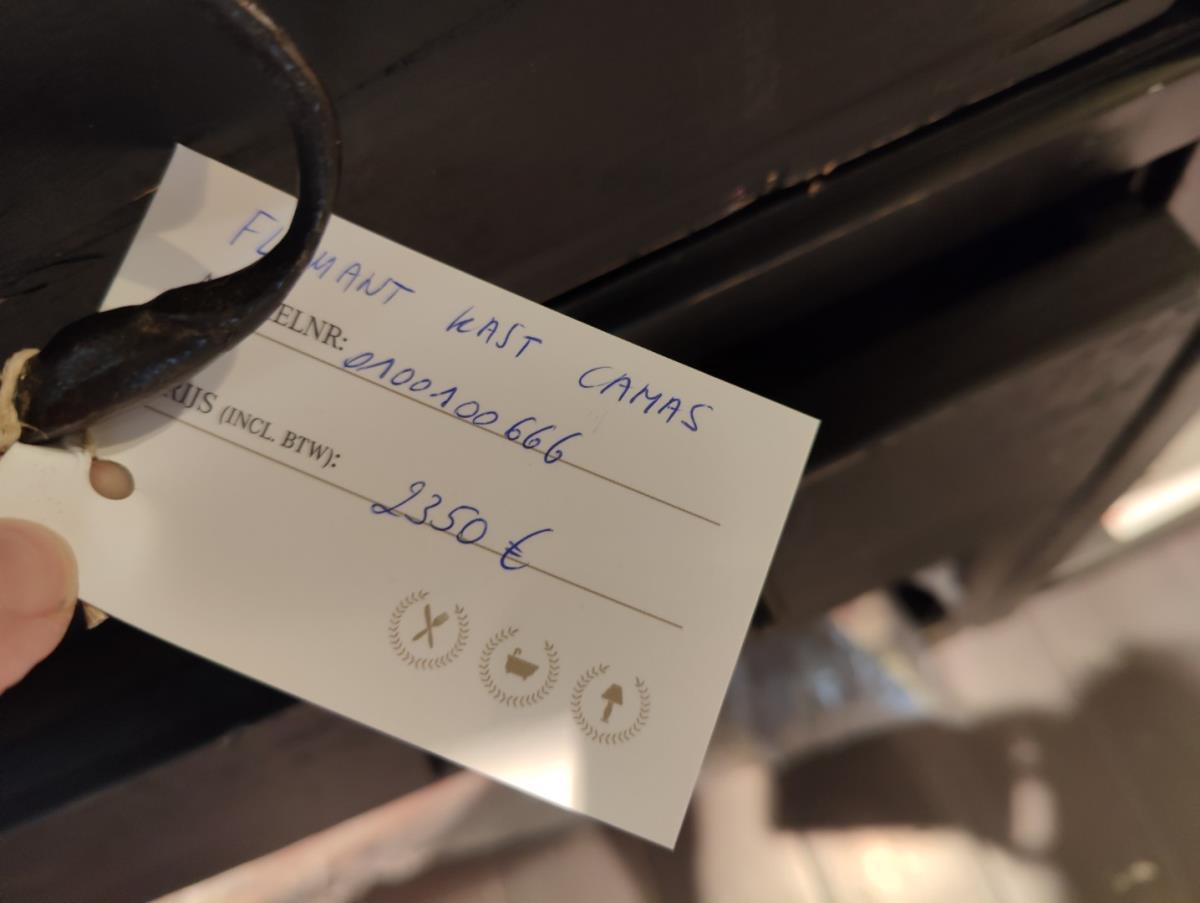 FLAMANT KAST CAMAS
ELNR: 0100100666
RIJS (INCL. BTW): 2350 €